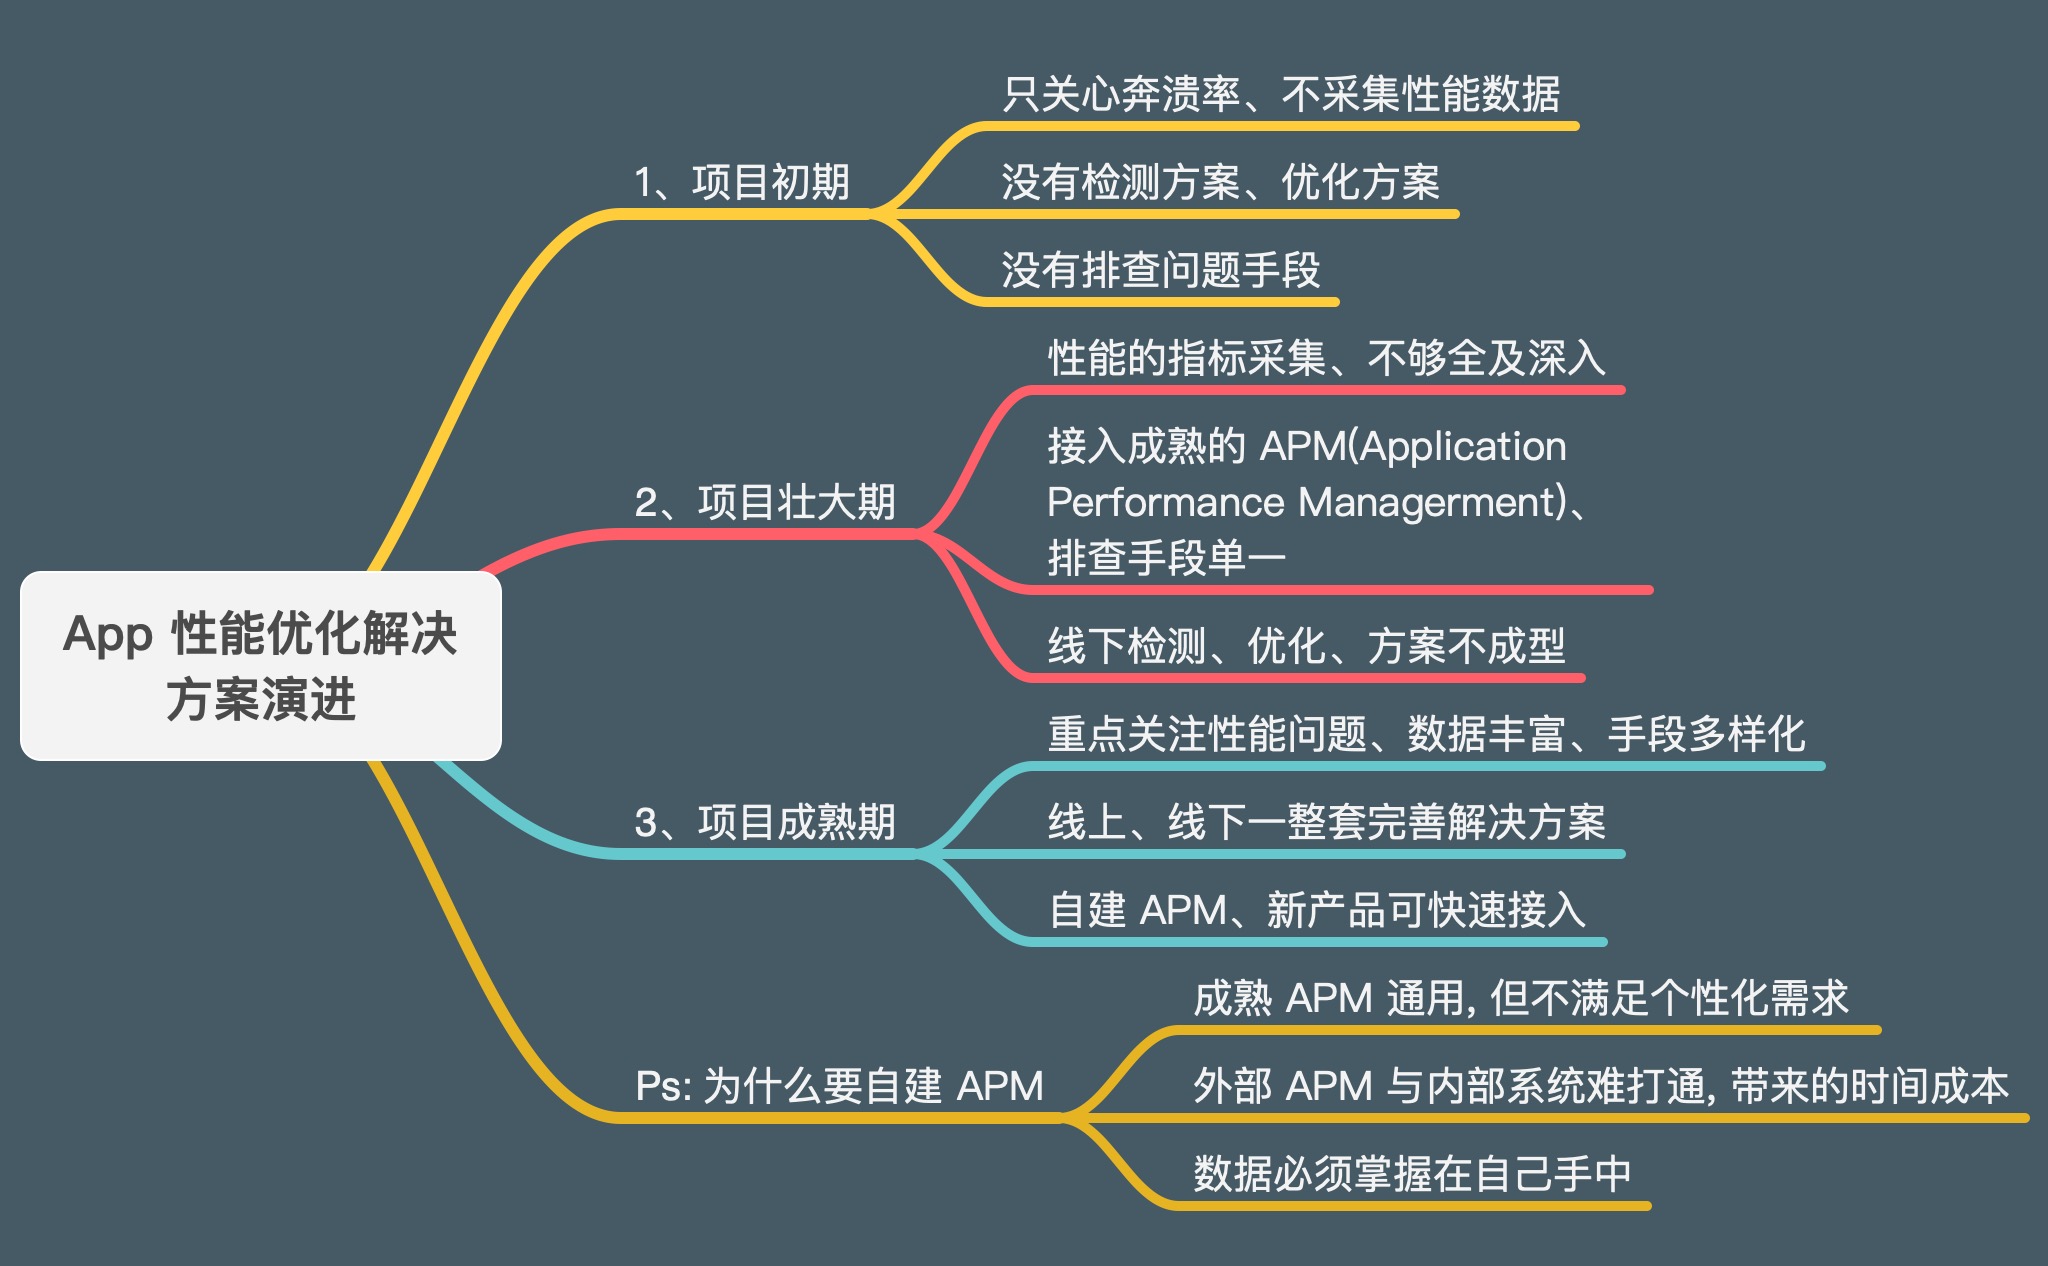 App 性能优化解决
方案演进
1、项目初期
只关心奔溃率、不采集性能数据
没有检测方案、优化方案
没有排查问题手段
2、项目壮大期
性能的指标采集、不够全及深入
接入成熟的 APM(Application
Performance Managerment)、
排查手段单一
线下检测、优化、方案不成型
3、项目成熟期
重点关注性能问题、数据丰富、手段多样化
线上、线下一整套完善解决方案
自建 APM、新产品可快速接入
Ps: 为什么要自建 APM
成熟 APM 通用, 但不满足个性化需求
外部 APM 与内部系统难打通, 带来的时间成本
数据必须掌握在自己手中